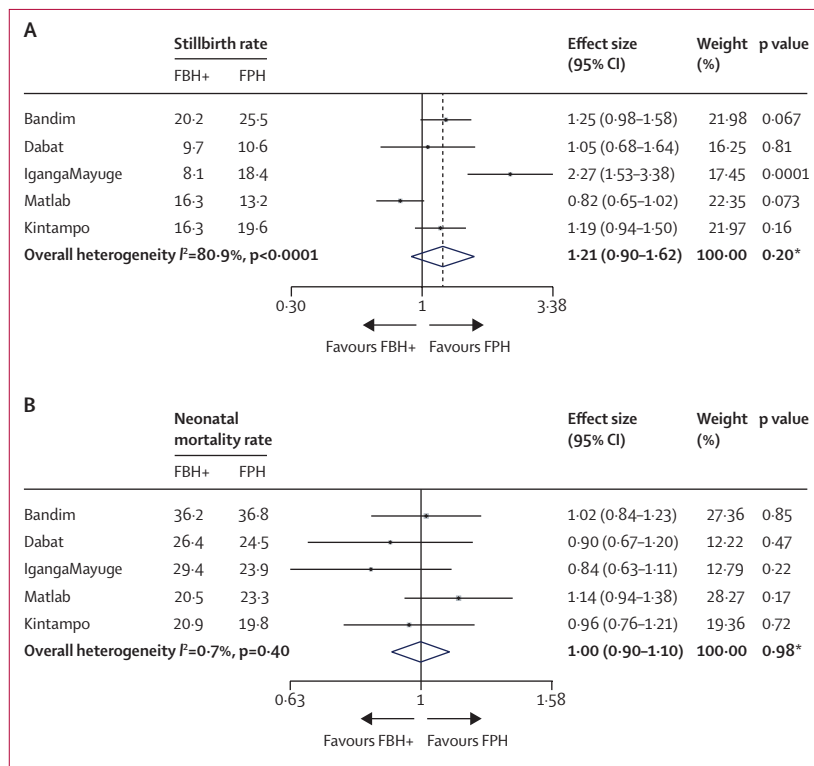 A
Stillbirth rate Effect size (95% CI) Weight (%) p value
FBH+ FPH
Bandim 20·2 25·5 1·25 (0·98–1·58) 21·98 0·067
Dabat 9·7 10·6 1·05 (0·68–1·64) 16·25 0·81
IgangaMayuge 8·1 18·4 2·27 (1·53–3·38) 17·45 0·0001
Matlab 16·3 13·2 0·82 (0·65–1·02) 22·35 0·073
Kintampo 16·3 19·6 1·19 (0·94–1·50) 21·97 0·16
Overall heterogeneity I²=80·9%, p<0·0001 1·21 (0·90–1·62) 100·00 0·20*
0·30 1 3·38
Favours FBH+ Favours FPH
B
Neonatal mortality rate Effect size (95% CI) Weight (%) p value
FBH+ FPH
Bandim 36·2 36·8 1·02 (0·84–1·23) 27·36 0·85
Dabat 26·4 24·5 0·90 (0·67–1·20) 12·22 0·47
IgangaMayuge 29·4 23·9 0·84 (0·63–1·11) 12·79 0·22
Matlab 20·5 23·3 1·14 (0·94–1·38) 28·27 0·17
Kintampo 20·9 19·8 0·96 (0·76–1·21) 19·36 0·72
Overall heterogeneity I²=0·7%, p=0·40 1·00 (0·90–1·10) 100·00 0·98*
0·63 1 1·58
Favours FBH+ Favours FPH